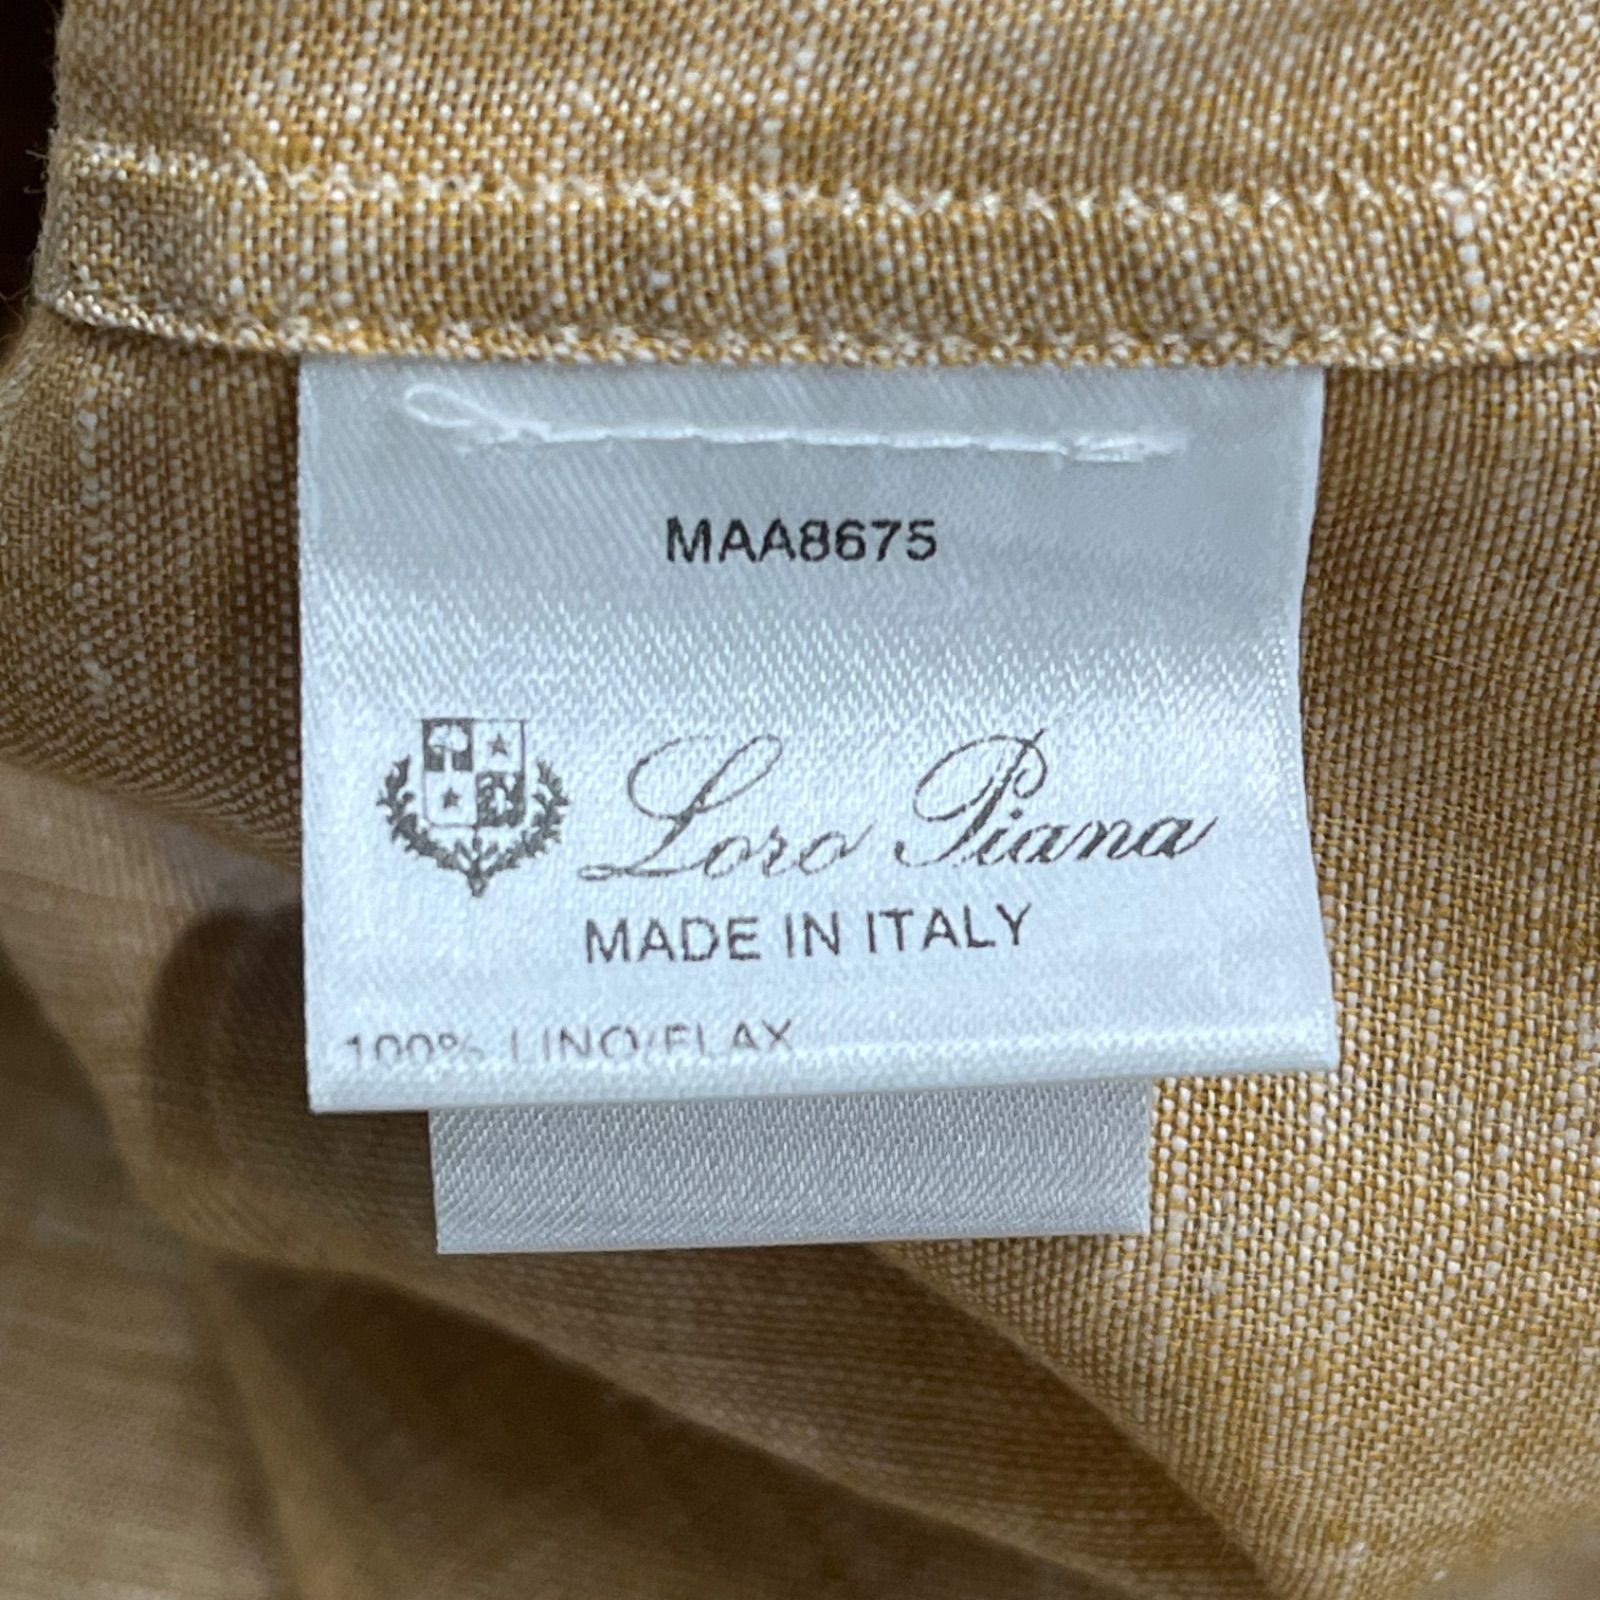 MAA8675
Loro Piana
MADE IN ITALY
100% LINO/FLAX